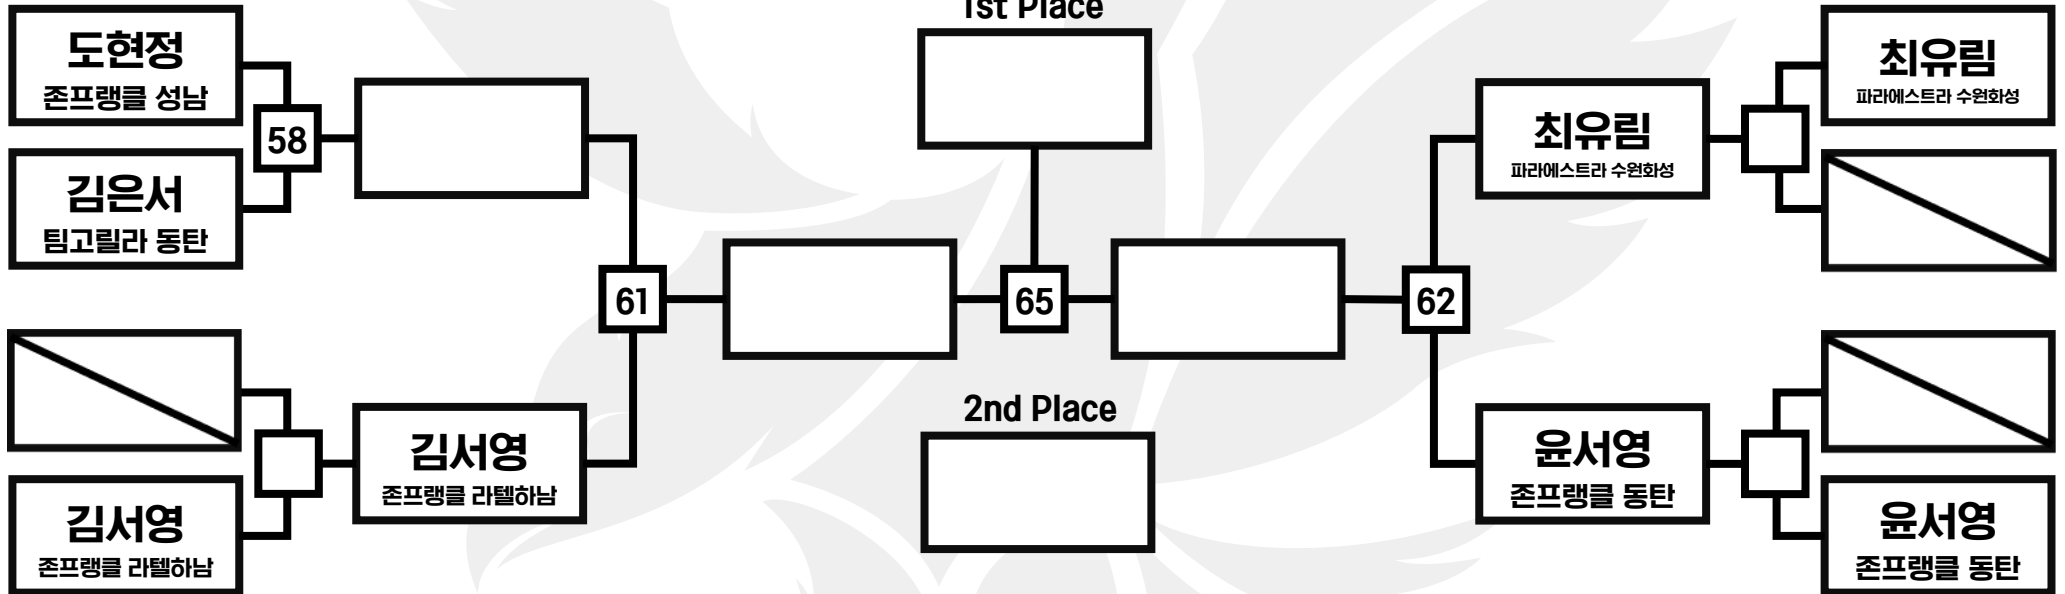 1st Place
도현정
존프랭클 성남
58
김은서
팀고릴라 동탄
최유림
파라에스트라 수원화성
최유림
파라에스트라 수원화성
61
65
62
김서영
존프랭클 라텔하남
김서영
존프랭클 라텔하남
2nd Place
윤서영
존프랭클 동탄
윤서영
존프랭클 동탄